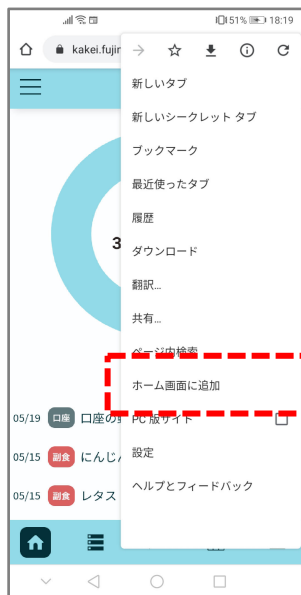 51% 18:19
kakei.fujin
新しいタブ
新しいシークレット タブ
ブックマーク
最近使ったタブ
履歴
3
ダウンロード
翻訳...
共有...
ページ内検索
ホーム画面に追加
05/19 口座 口座の
PC 版サイト
05/15 副食 にんじん
設定
05/15 副食 レタス
ヘルプとフィードバック